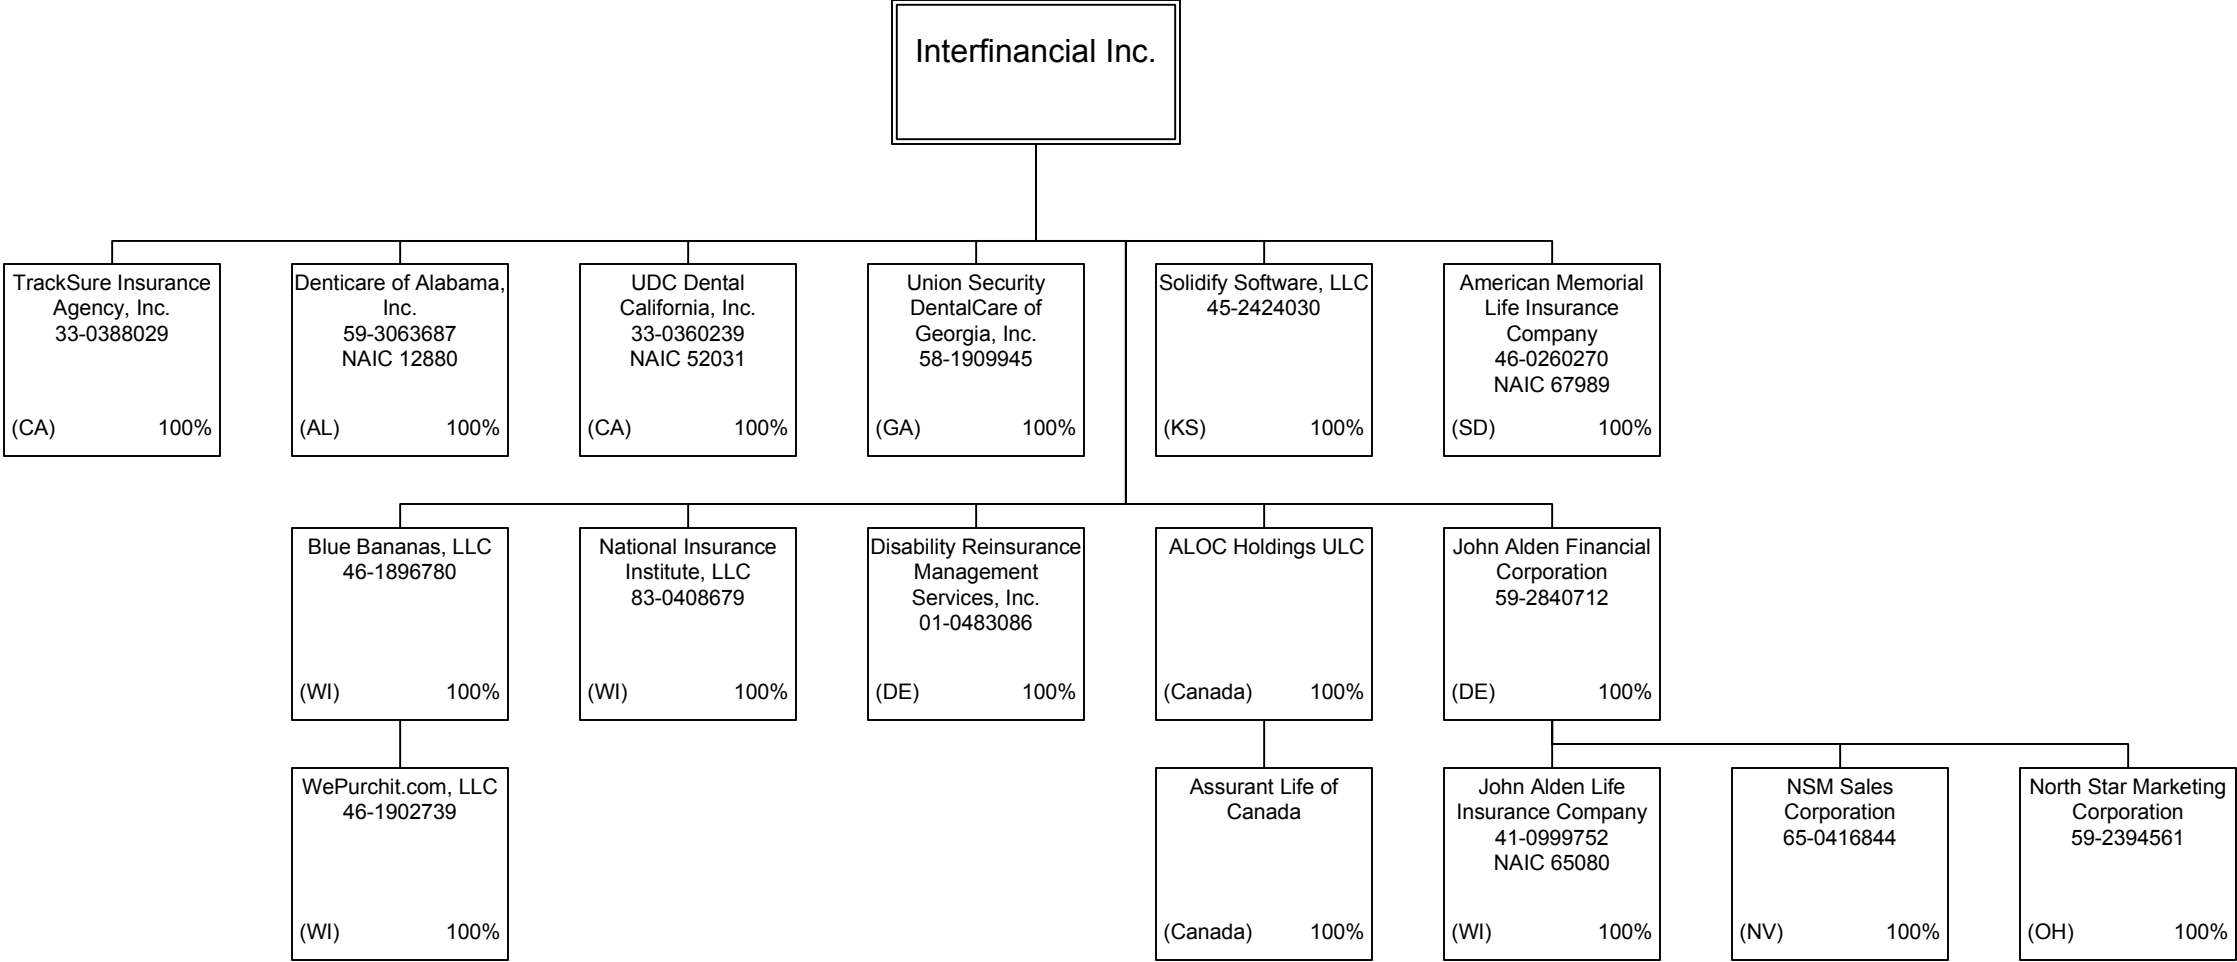 Interfinancial Inc.
TrackSure Insurance
Agency, Inc.
33-0388029
(CA) 100%
Denticare of Alabama,
Inc.
59-3063687
NAIC 12880
(AL) 100%
UDC Dental
California, Inc.
33-0360239
NAIC 52031
(CA) 100%
Union Security
DentalCare of
Georgia, Inc.
58-1909945
(GA) 100%
Solidify Software, LLC
45-2424030
(KS) 100%
American Memorial
Life Insurance
Company
46-0260270
NAIC 67989
(SD) 100%
Blue Bananas, LLC
46-1896780
(WI) 100%
National Insurance
Institute, LLC
83-0408679
(WI) 100%
Disability Reinsurance
Management
Services, Inc.
01-0483086
(DE) 100%
ALOC Holdings ULC
(Canada) 100%
John Alden Financial
Corporation
59-2840712
(DE) 100%
WePurchit.com, LLC
46-1902739
(WI) 100%
Assurant Life of
Canada
(Canada) 100%
John Alden Life
Insurance Company
41-0999752
NAIC 65080
(WI) 100%
NSM Sales
Corporation
65-0416844
(NV) 100%
North Star Marketing
Corporation
59-2394561
(OH) 100%